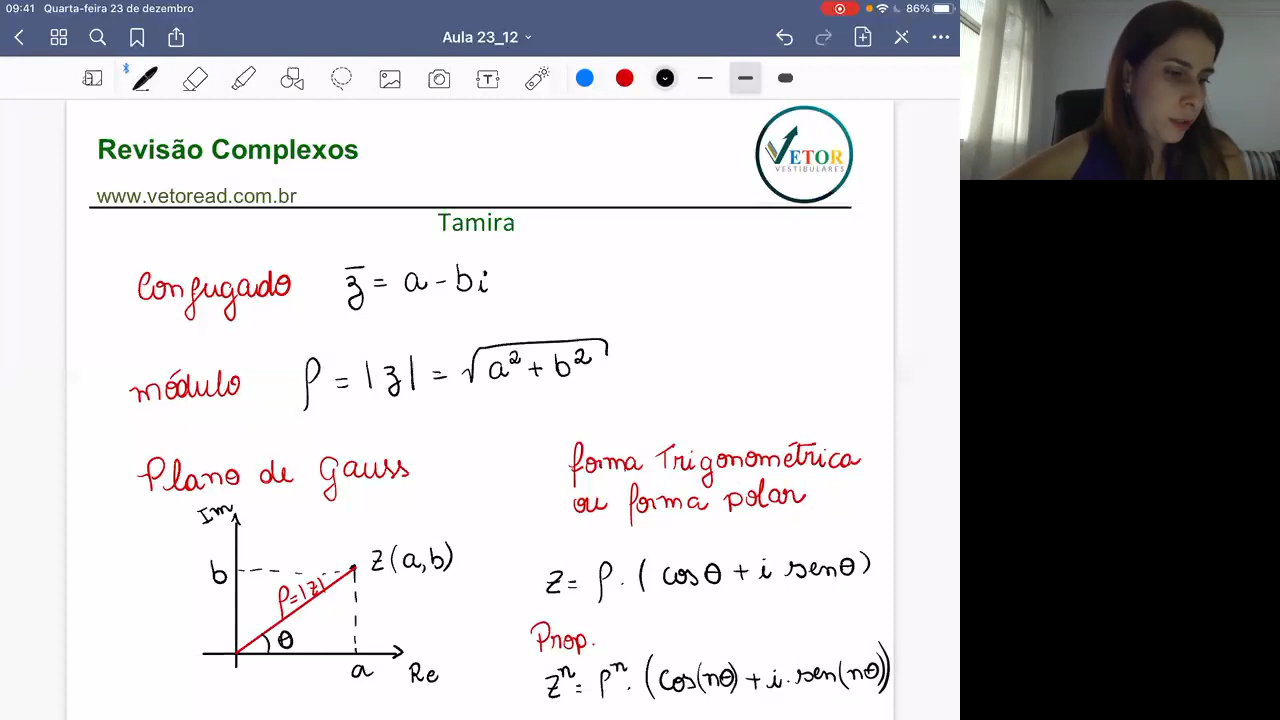 09:41 Quarta-feira 23 de dezembro
86%
Aula 23_12
T
Revisão Complexos
VETOR
VESTIBULARES
www.vetoread.com.br
Tamira
Conjugado z̅ = a - bi
módulo ρ = |z| = √a² + b²
Plano de Gauss
forma Trigonométrica
ou forma polar
Im
b
z(a,b)
ρ=|z|
θ
a
Re
z = ρ. (cosθ + i senθ)
Prop.
zⁿ = ρⁿ. (cos(nθ) + i. sen(nθ))